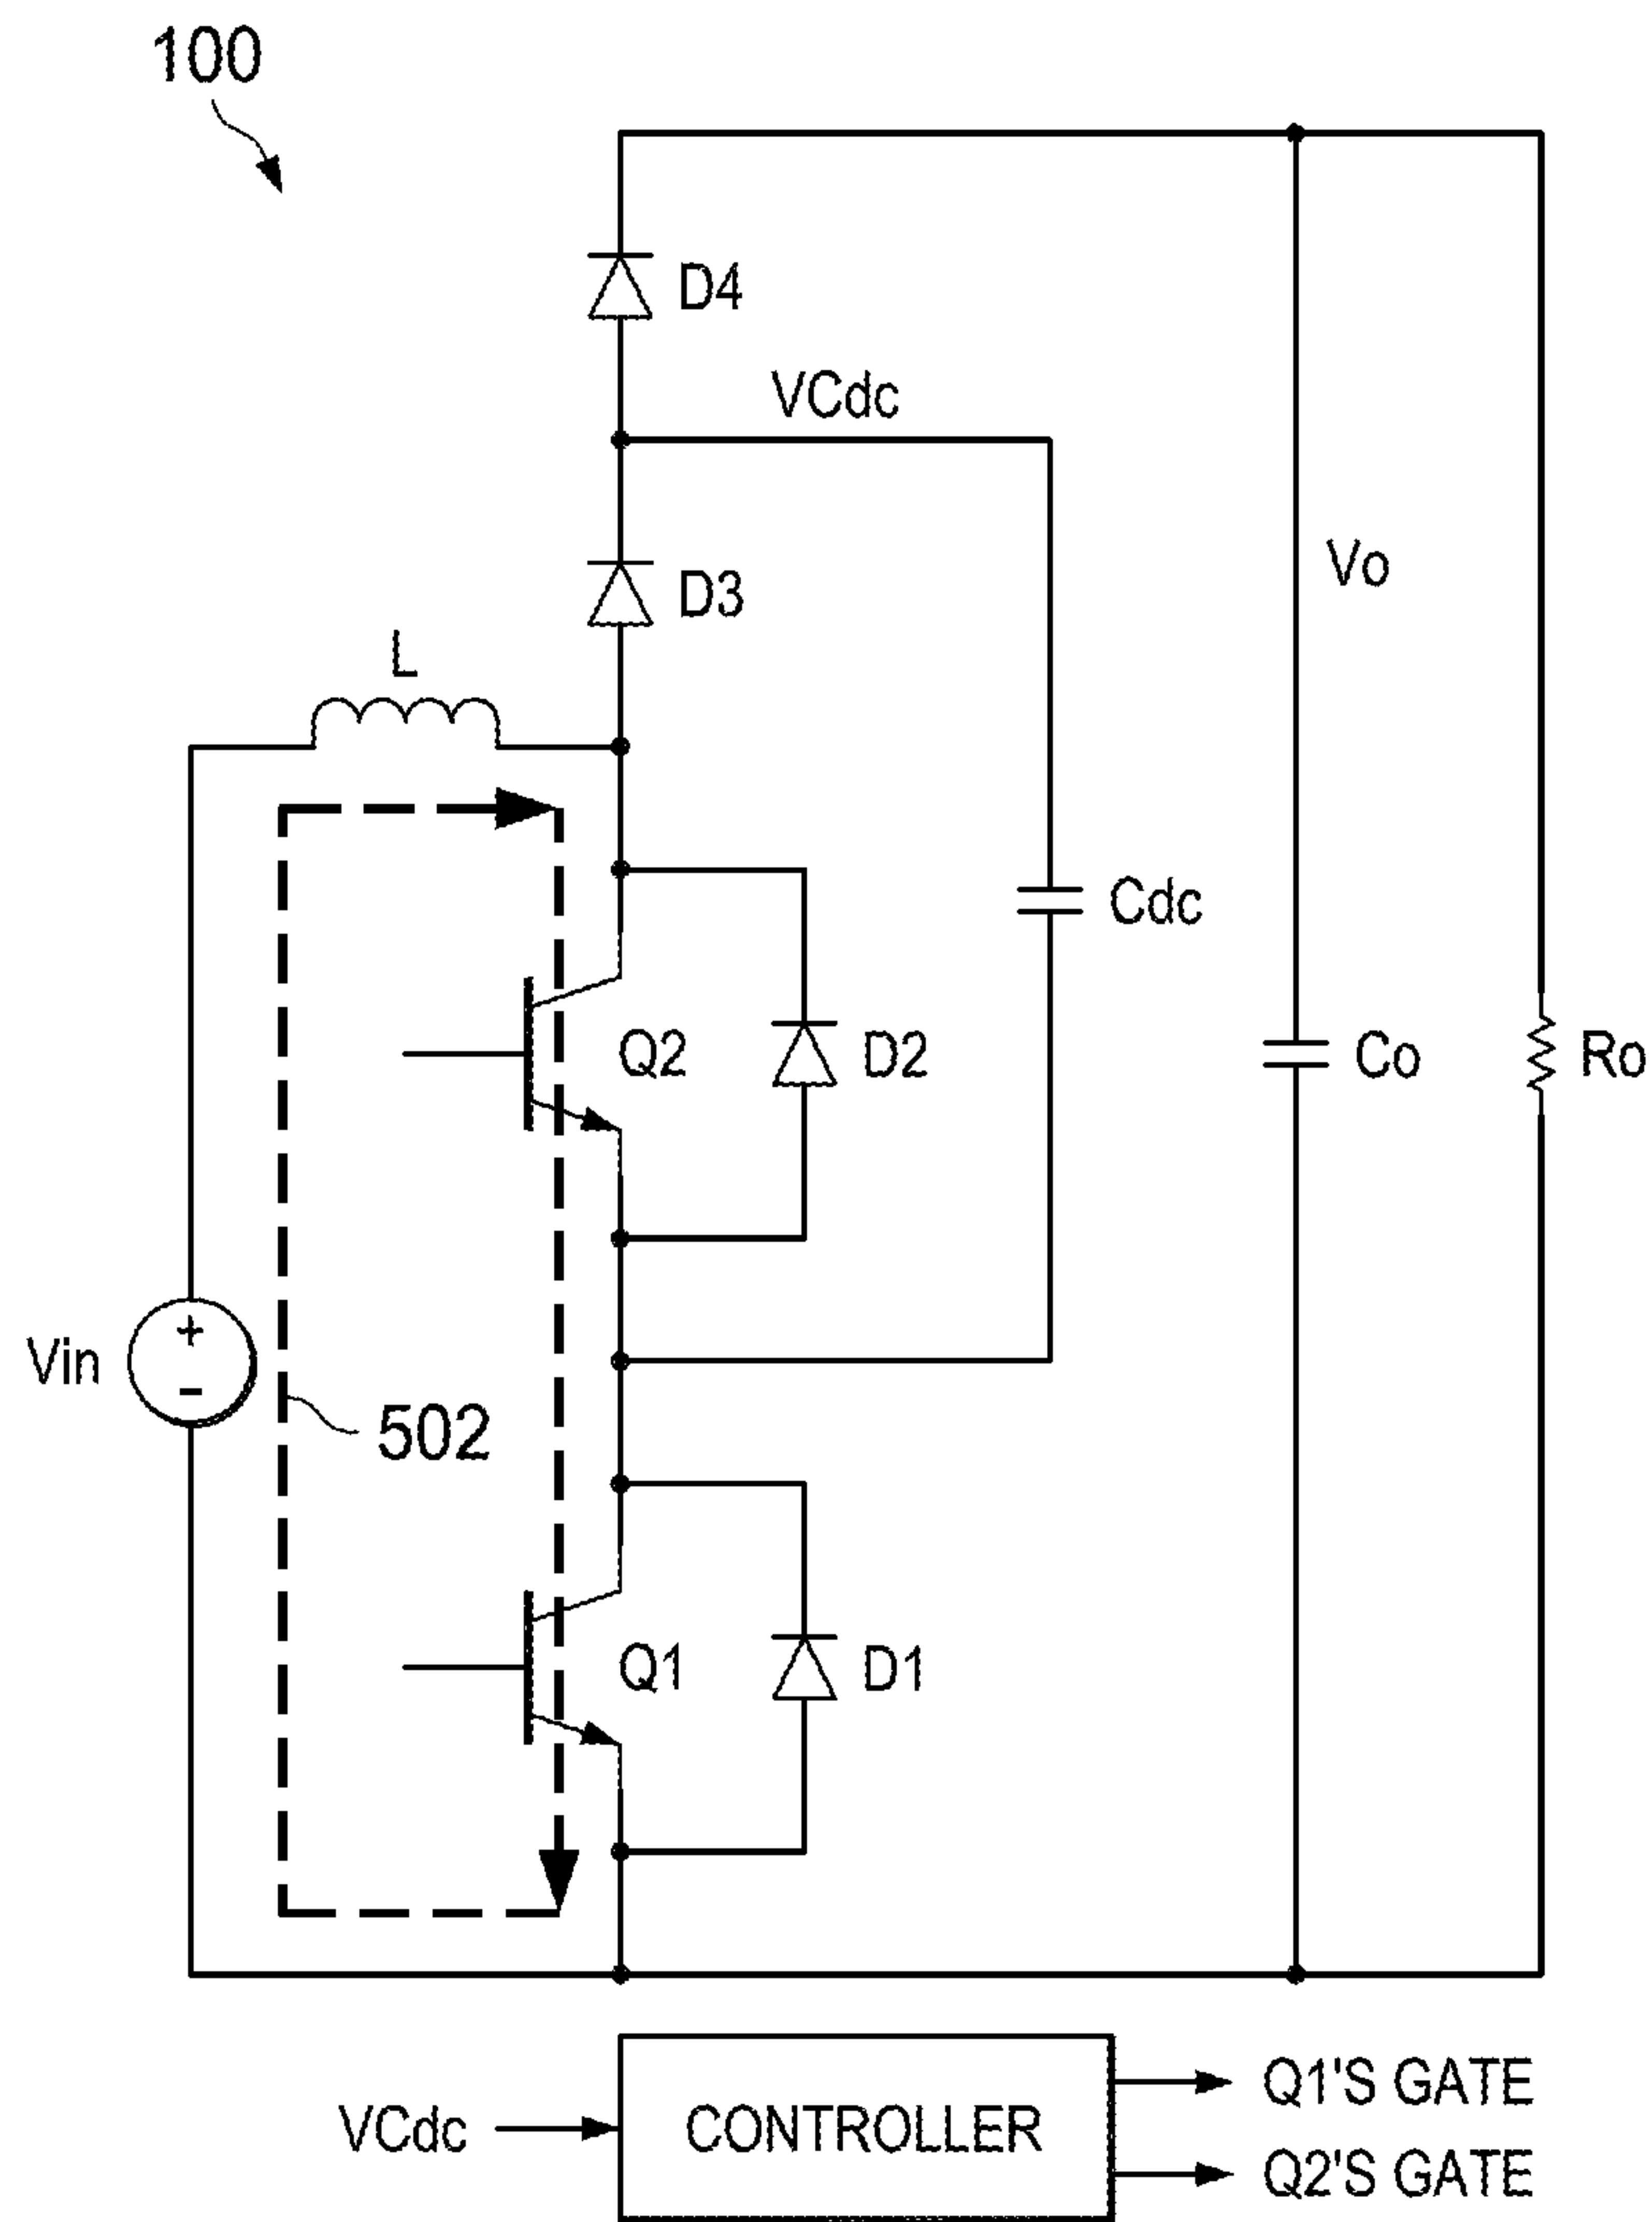 100
D4
VCdc
D3
Vo
L
Cdc
Q2
D2
Co
Ro
+
Vin
-
502
Q1
D1
Q1'S GATE
VCdc
CONTROLLER
Q2'S GATE